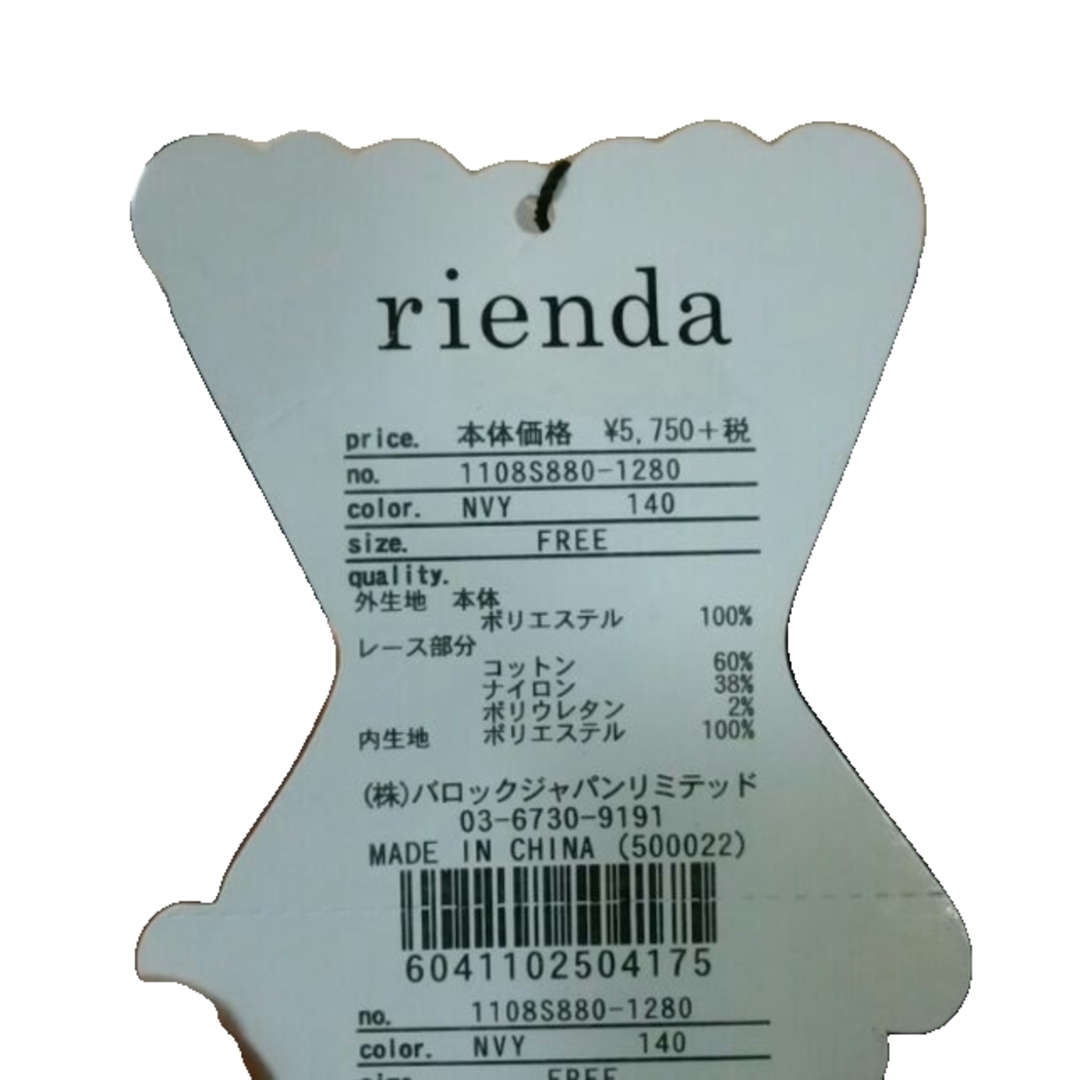 rienda
price. 本体価格 ¥5,750+税
no. 1108S880-1280
color. NVY 140
size. FREE
quality.
外生地 本体
ポリエステル 100%
レース部分
コットン 60%
ナイロン 38%
ポリウレタン 2%
内生地 ポリエステル 100%
(株)バロックジャパンリミテッド
03-6730-9191
MADE IN CHINA (500022)
6041102504175
no. 1108S880-1280
color. NVY 140
size. FREE